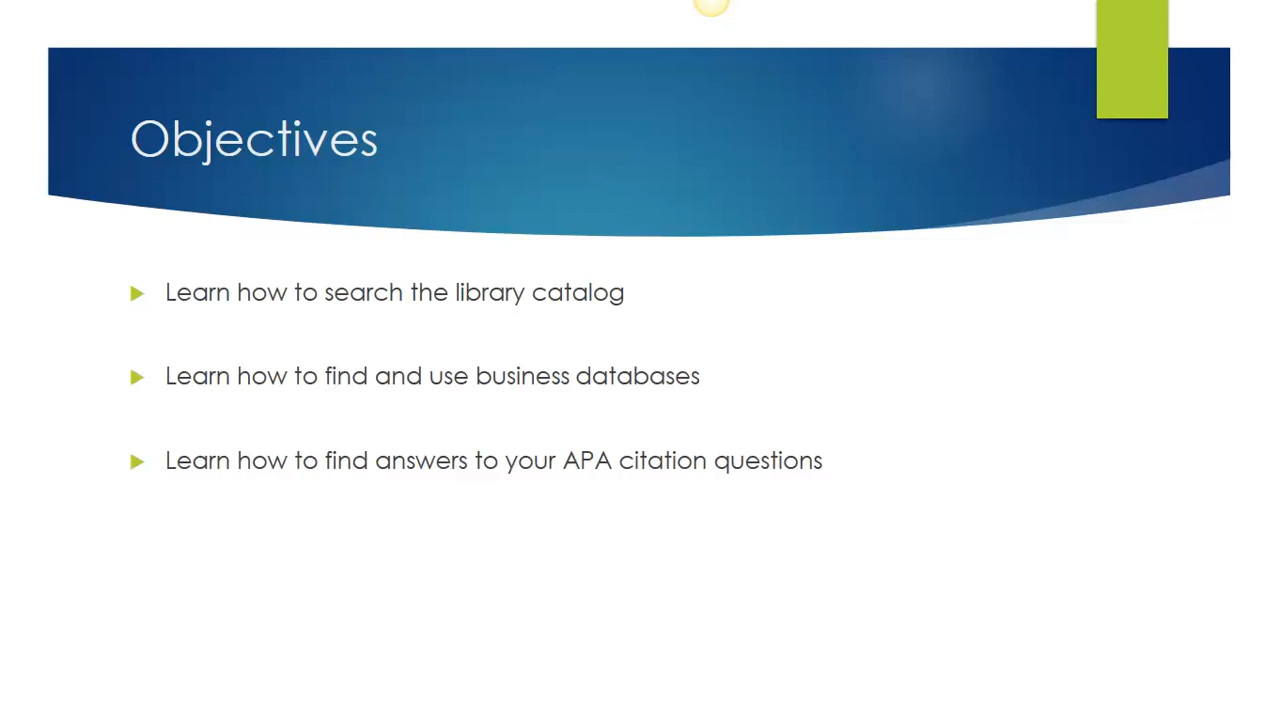 Objectives
Learn how to search the library catalog
Learn how to find and use business databases
Learn how to find answers to your APA citation questions